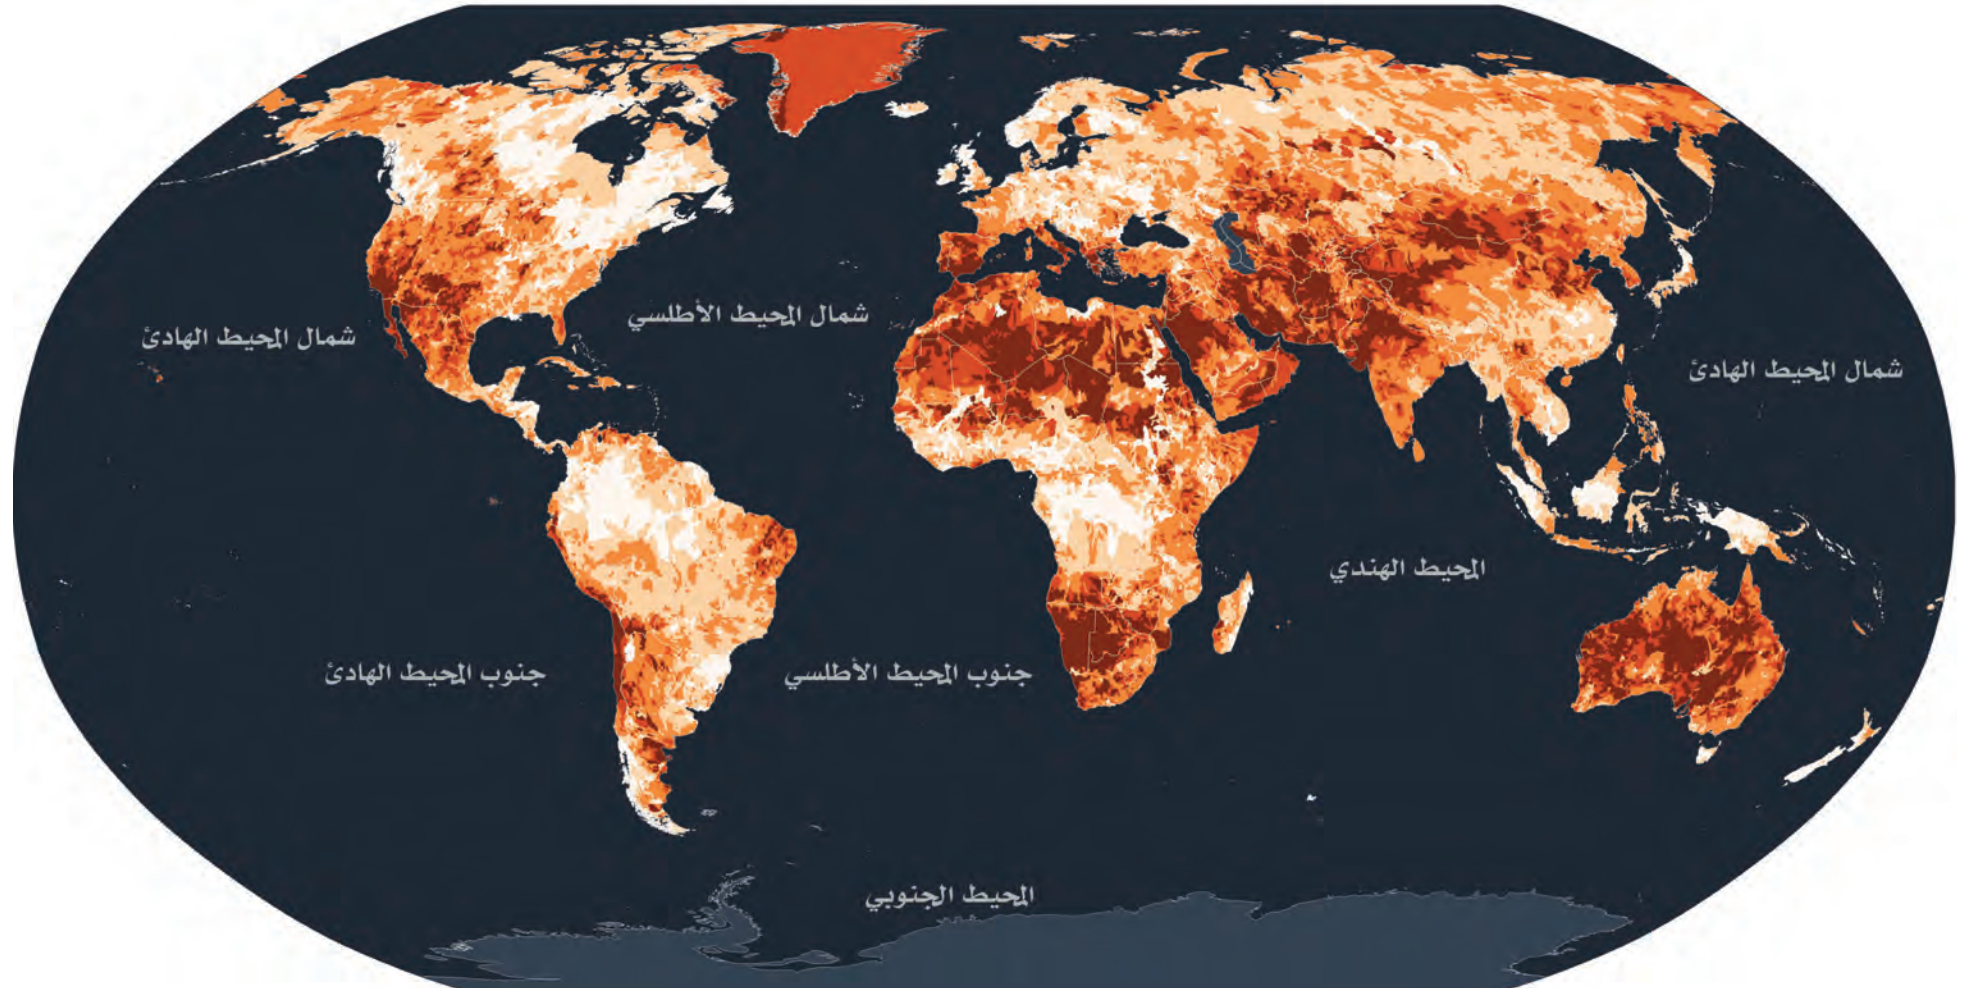 شمال المحيط الأطلسي
شمال المحيط الهادئ
شمال المحيط الهادئ
المحيط الهندي
جنوب المحيط الأطلسي
جنوب المحيط الهادئ
المحيط الجنوبي